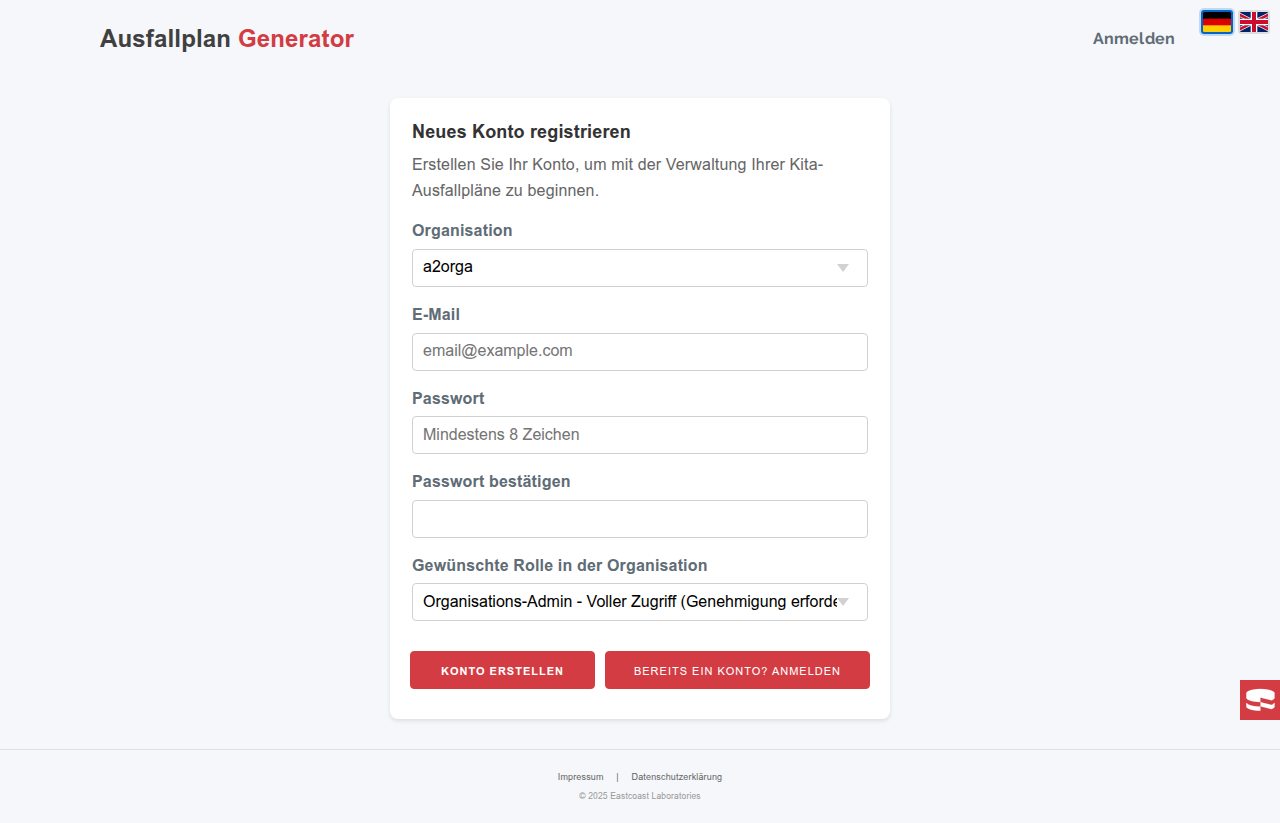 Ausfallplan Generator
Anmelden
Neues Konto registrieren
Erstellen Sie Ihr Konto, um mit der Verwaltung Ihrer Kita-
Ausfallpläne zu beginnen.
Organisation
a2orga
E-Mail
email@example.com
Passwort
Mindestens 8 Zeichen
Passwort bestätigen
Gewünschte Rolle in der Organisation
Organisations-Admin - Voller Zugriff (Genehmigung erforde
KONTO ERSTELLEN
BEREITS EIN KONTO? ANMELDEN
Impressum | Datenschutzerklärung
© 2025 Eastcoast Laboratories